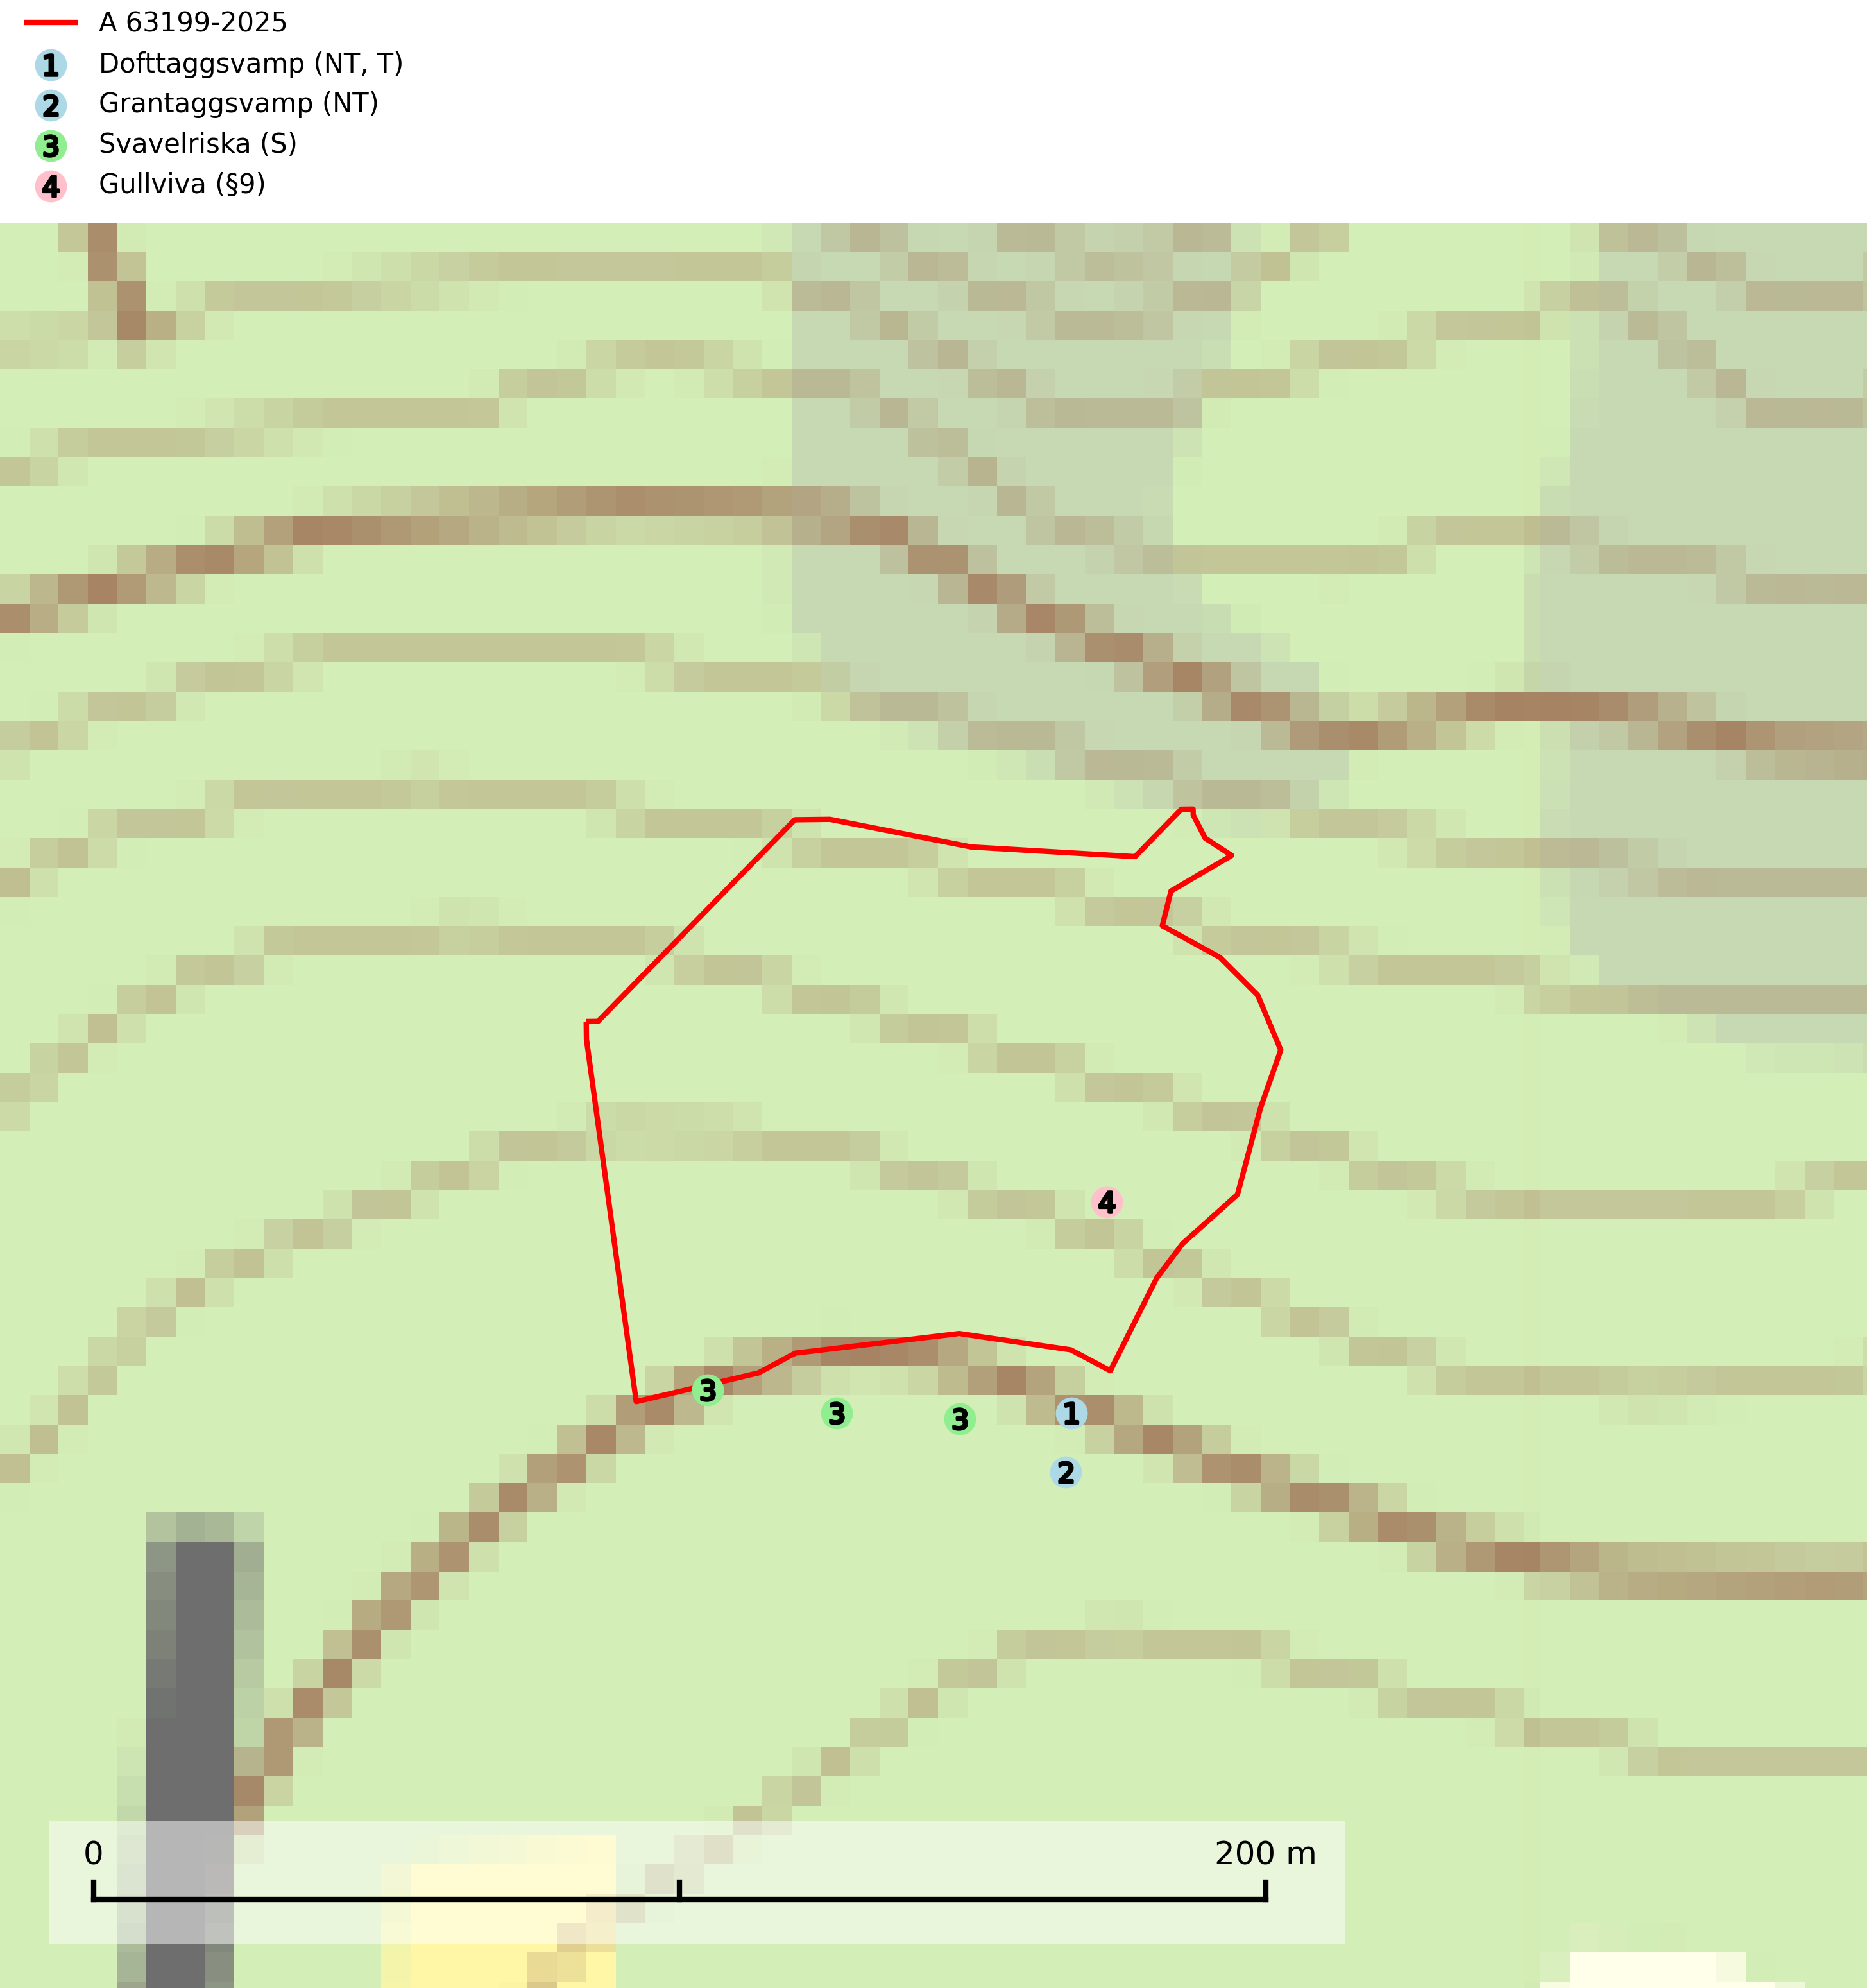 A 63199-2025
1 Dofttaggsvamp (NT, T)
2 Grantaggsvamp (NT)
3 Svavelriska (S)
4 Gullviva (§9)
4
3
3
3
1
2
0 200 m